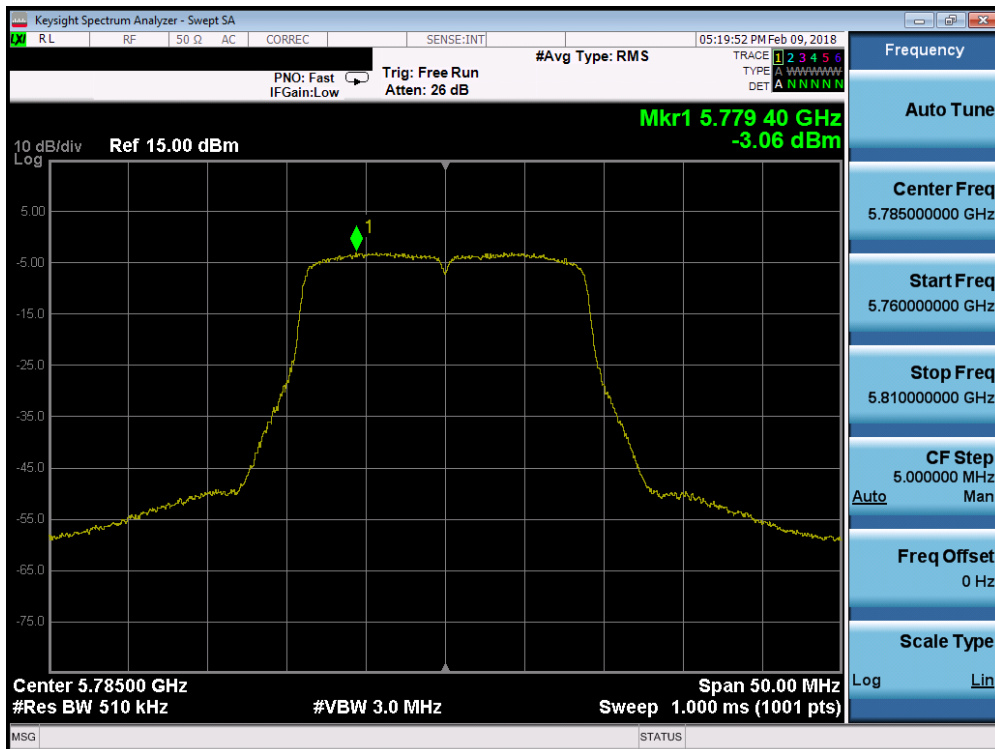 Keysight Spectrum Analyzer - Swept SA
LXI RL RF 50 Ω AC CORREC SENSE:INT 05:19:52 PM Feb 09, 2018
#Avg Type: RMS
TRACE 1 2 3 4 5 6
PNO: Fast Trig: Free Run
TYPE A WWWWW
IFGain:Low Atten: 26 dB
DET A N N N N N
Mkr1 5.779 40 GHz
-3.06 dBm
10 dB/div Ref 15.00 dBm
Log
1
5.00
-5.00
-15.0
-25.0
-35.0
-45.0
-55.0
-65.0
-75.0
Center 5.78500 GHz Span 50.00 MHz
#Res BW 510 kHz #VBW 3.0 MHz Sweep 1.000 ms (1001 pts)
MSG STATUS
Frequency
Auto Tune
Center Freq
5.785000000 GHz
Start Freq
5.760000000 GHz
Stop Freq
5.810000000 GHz
CF Step
5.000000 MHz
Auto Man
Freq Offset
0 Hz
Scale Type
Log Lin